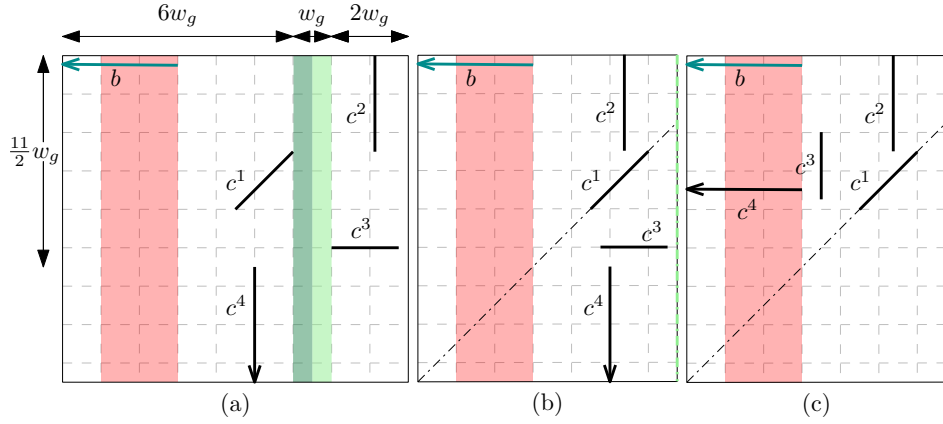 6w_g w_g 2w_g
b b b
c^2 c^2 c^2
11/2 w_g
c^1 c^1 c^3 c^1
c^3 c^3 c^4
c^4 c^4
(a) (b) (c)